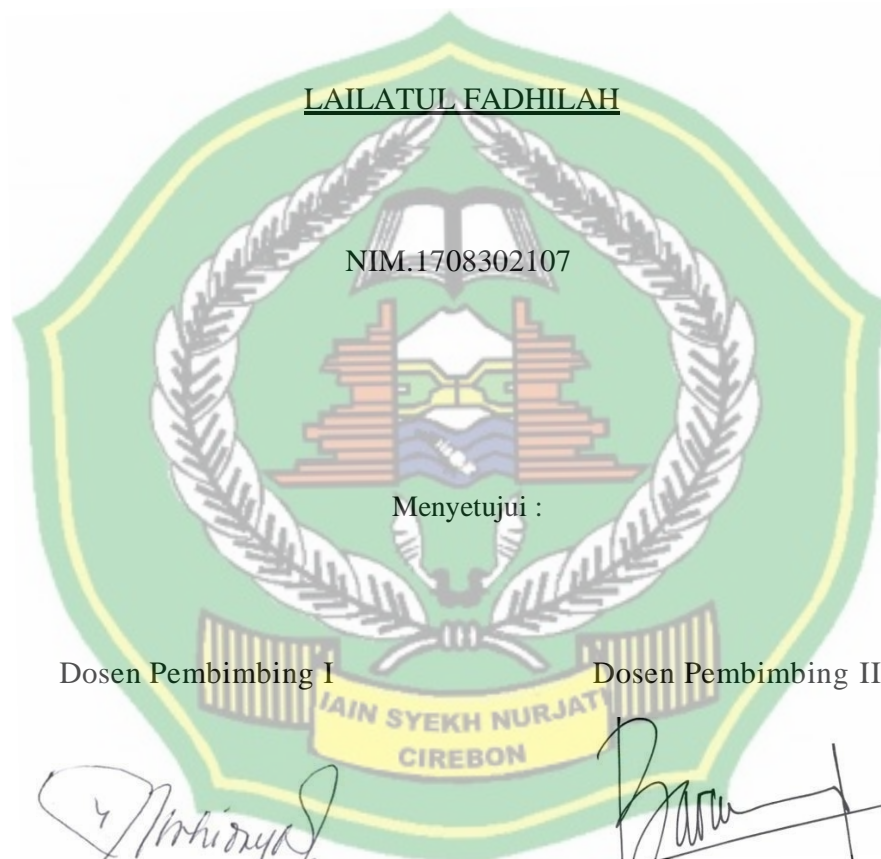 LAILATUL FADHILAH
NIM.1708302107
Menyetujui :
Dosen Pembimbing I
Dosen Pembimbing II
IAIN SYEKH NURJATI
CIREBON